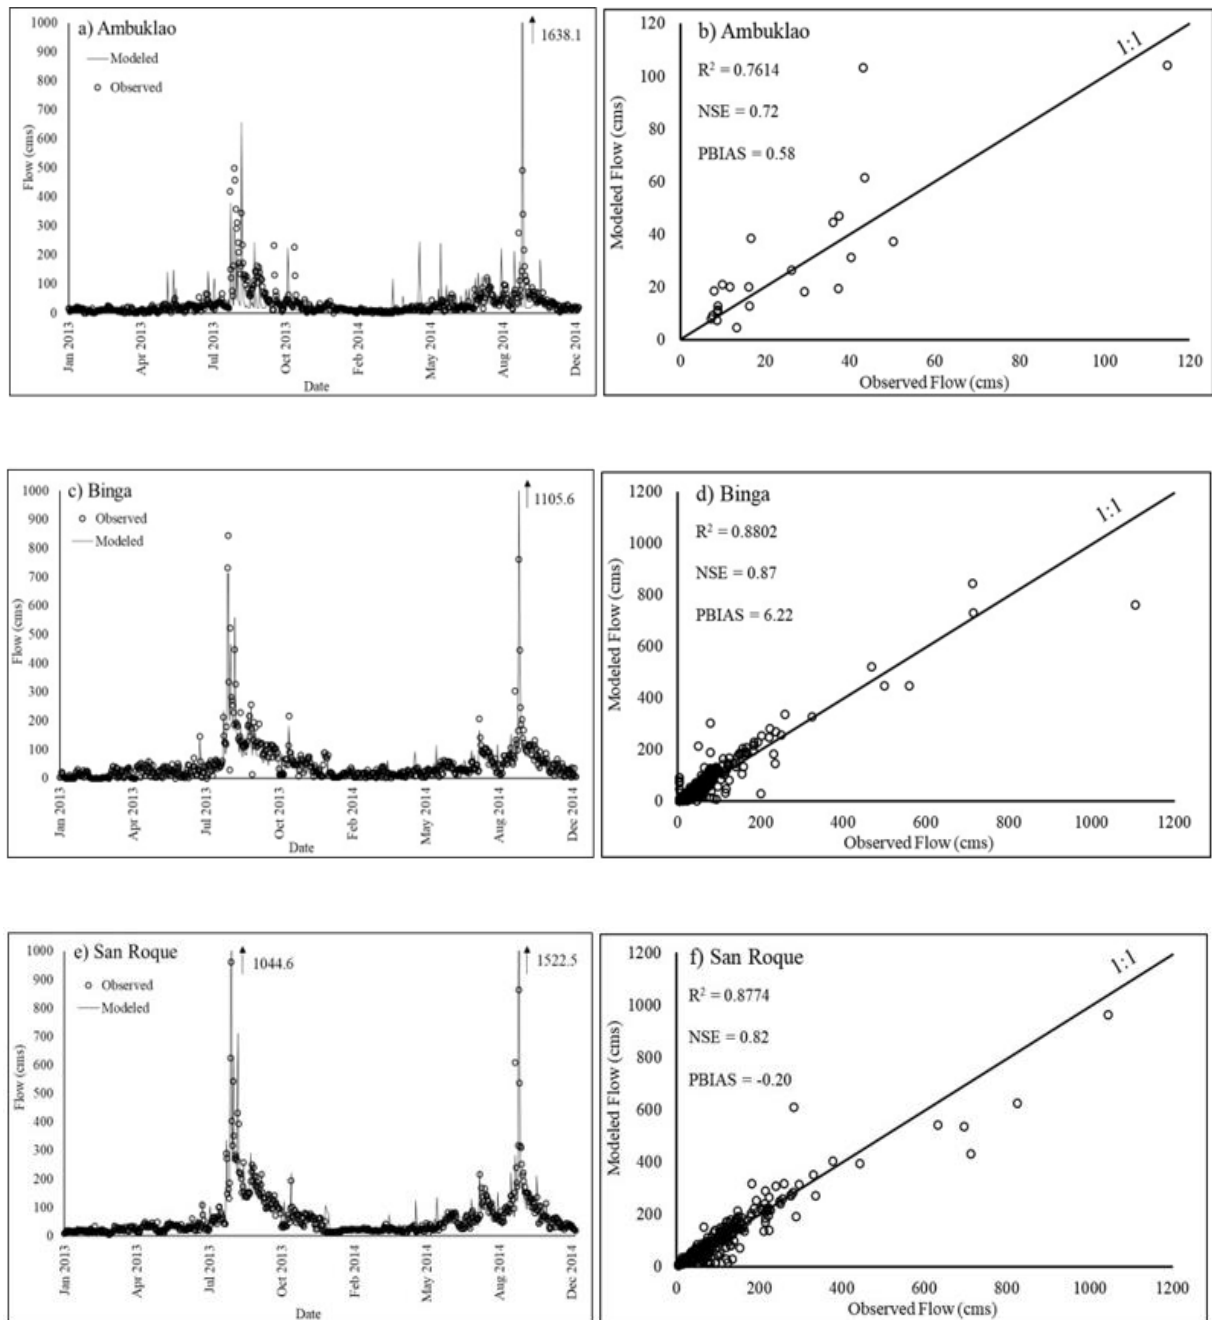 a) Ambuklao
Modeled
Observed
1638.1
1000
900
800
700
600
500
400
300
200
100
0
Flow (cms)
Jan 2013
Apr 2013
Jul 2013
Oct 2013
Feb 2014
May 2014
Aug 2014
Dec 2014
Date
b) Ambuklao
R² = 0.7614
NSE = 0.72
PBIAS = 0.58
1:1
120
100
80
60
40
20
0
Modeled Flow (cms)
0 20 40 60 80 100 120
Observed Flow (cms)
c) Binga
Observed
Modeled
1105.6
1000
900
800
700
600
500
400
300
200
100
0
Flow (cms)
Jan 2013
Apr 2013
Jul 2013
Oct 2013
Feb 2014
May 2014
Aug 2014
Dec 2014
Date
d) Binga
R² = 0.8802
NSE = 0.87
PBIAS = 6.22
1:1
1200
1000
800
600
400
200
0
Modeled Flow (cms)
0 200 400 600 800 1000 1200
Observed Flow (cms)
e) San Roque
Observed
Modeled
1044.6
1522.5
1000
900
800
700
600
500
400
300
200
100
0
Flow (cms)
Jan 2013
Apr 2013
Jul 2013
Oct 2013
Feb 2014
May 2014
Aug 2014
Dec 2014
Date
f) San Roque
R² = 0.8774
NSE = 0.82
PBIAS = -0.20
1:1
1200
1000
800
600
400
200
0
Modeled Flow (cms)
0 200 400 600 800 1000 1200
Observed Flow (cms)